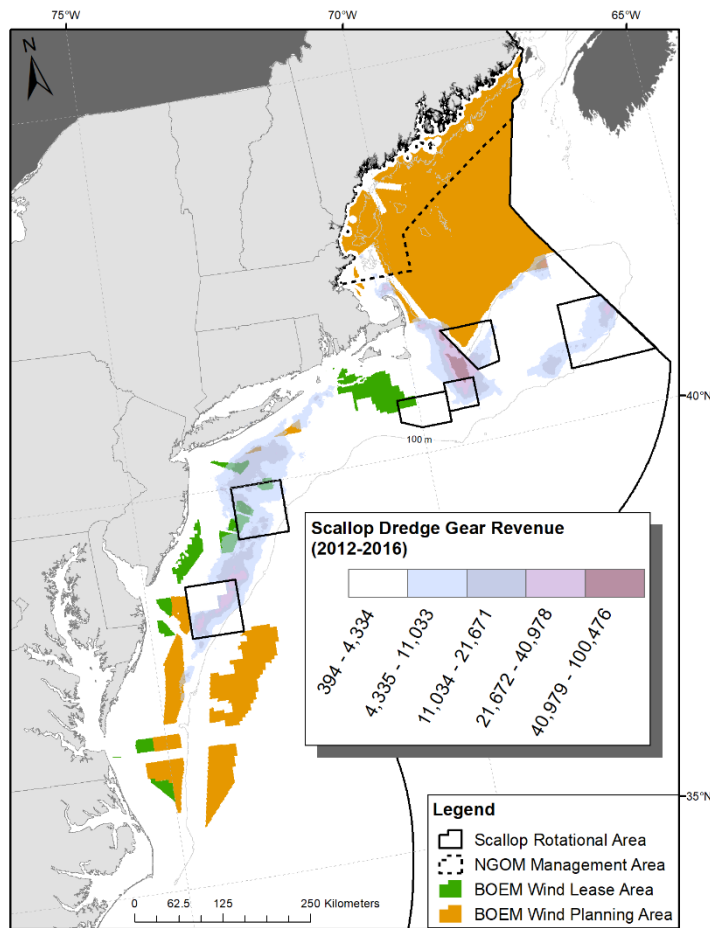 75°W
70°W
65°W
N
40°N
100 m
Scallop Dredge Gear Revenue
(2012-2016)
394 - 4,334
4,335 - 11,033
11,034 - 21,671
21,672 - 40,978
40,979 - 100,476
35°N
Legend
Scallop Rotational Area
NGOM Management Area
BOEM Wind Lease Area
BOEM Wind Planning Area
0 62.5 125 250 Kilometers